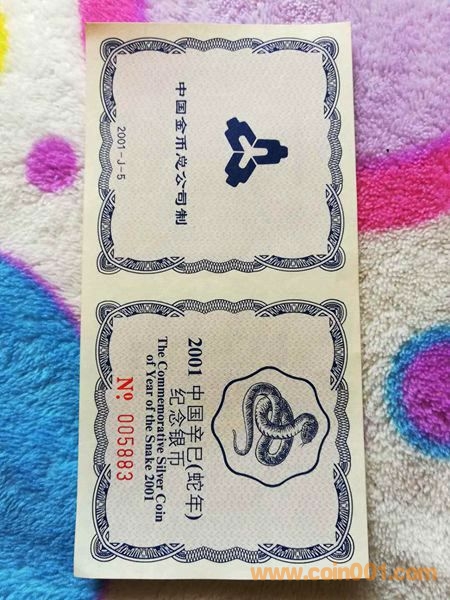 中国金币总公司制
2001-J-5
2001 中国辛巳(蛇年)
纪念银币
The Commemorative Silver Coin
of Year of the Snake 2001
№ 005883
www.coin001.com